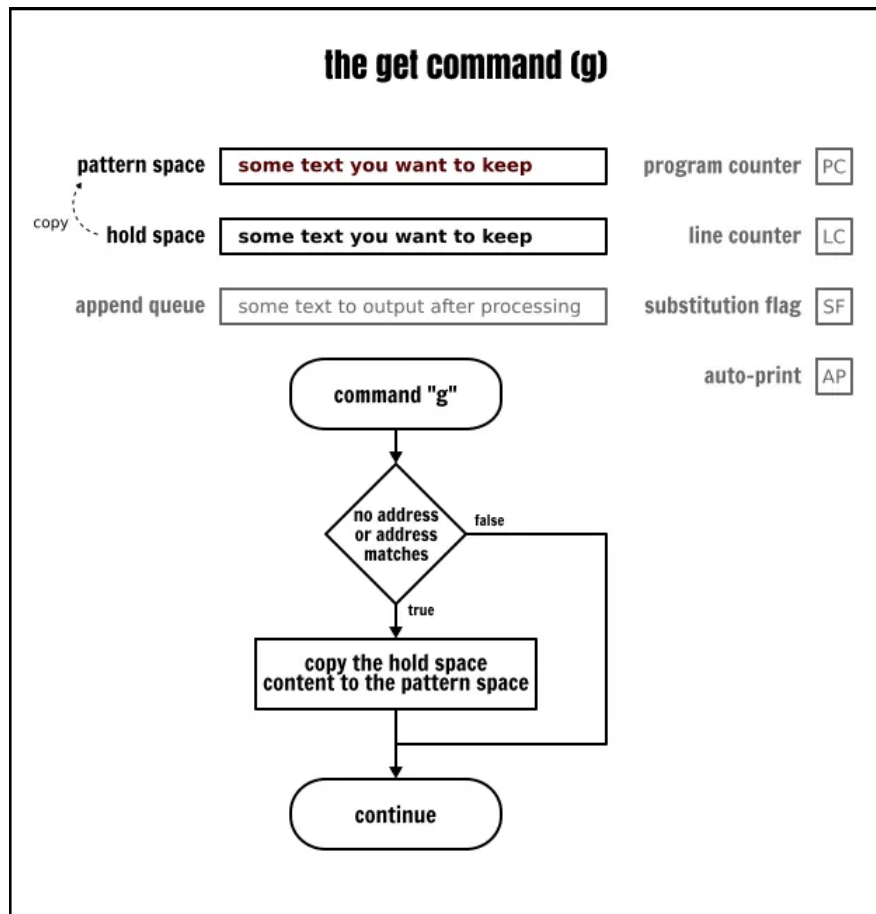 the get command (g)
pattern space some text you want to keep program counter PC
copy
hold space some text you want to keep line counter LC
append queue some text to output after processing substitution flag SF
auto-print AP
command "g"
no address
or address
matches
false
true
copy the hold space
content to the pattern space
continue